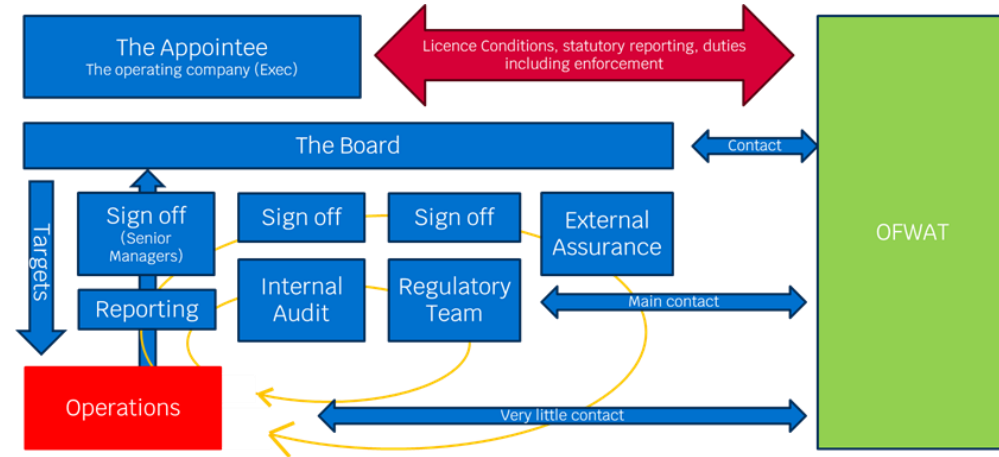 The Appointee
The operating company (Exec)
Licence Conditions, statutory reporting, duties
including enforcement
The Board
Contact
Targets
Sign off
(Senior
Managers)
Sign off
Sign off
External
Assurance
OFWAT
Reporting
Internal
Audit
Regulatory
Team
Main contact
Operations
Very little contact